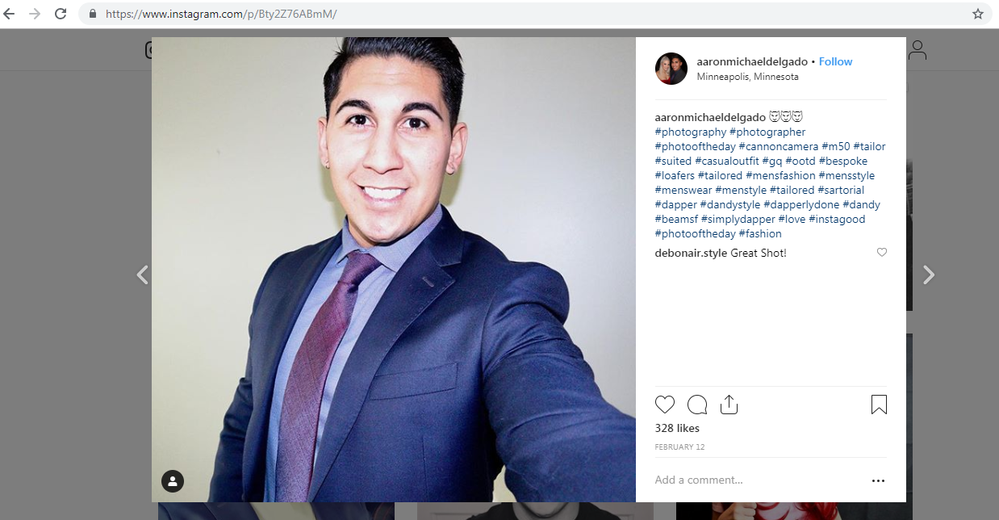 https://www.instagram.com/p/Bty2Z76ABmM/
aaronmichaeldelgado • Follow
Minneapolis, Minnesota
aaronmichaeldelgado 😈😈😈
#photography #photographer
#photooftheday #cannoncamera #m50 #tailor
#suited #casualoutfit #gq #ootd #bespoke
#loafers #tailored #mensfashion #mensstyle
#menswear #menstyle #tailored #sartorial
#dapper #dandystyle #dapperlydone #dandy
#beamsf #simplydapper #love #instagood
#photooftheday #fashion
debonair.style Great Shot!
328 likes
FEBRUARY 12
Add a comment...